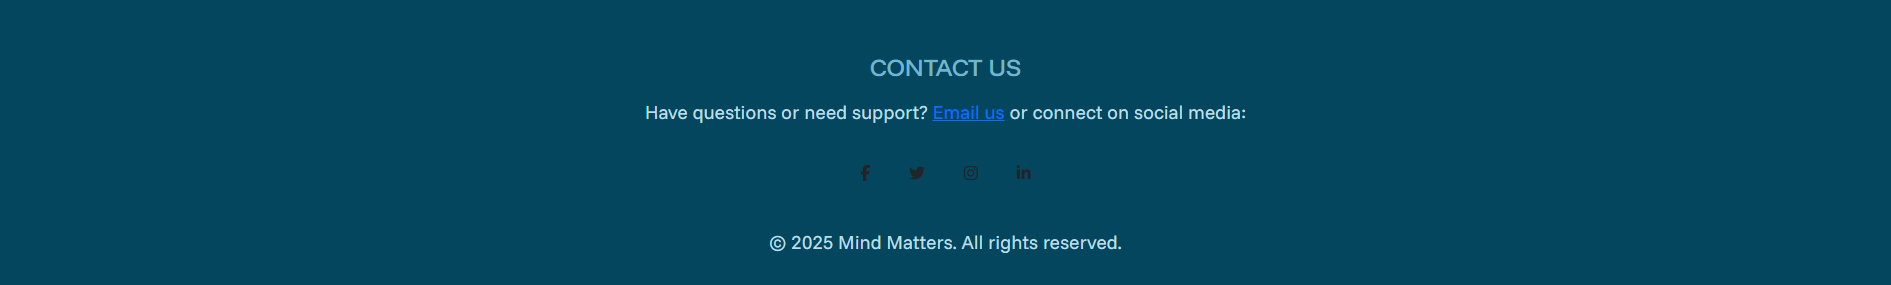 CONTACT US
Have questions or need support? Email us or connect on social media:
© 2025 Mind Matters. All rights reserved.